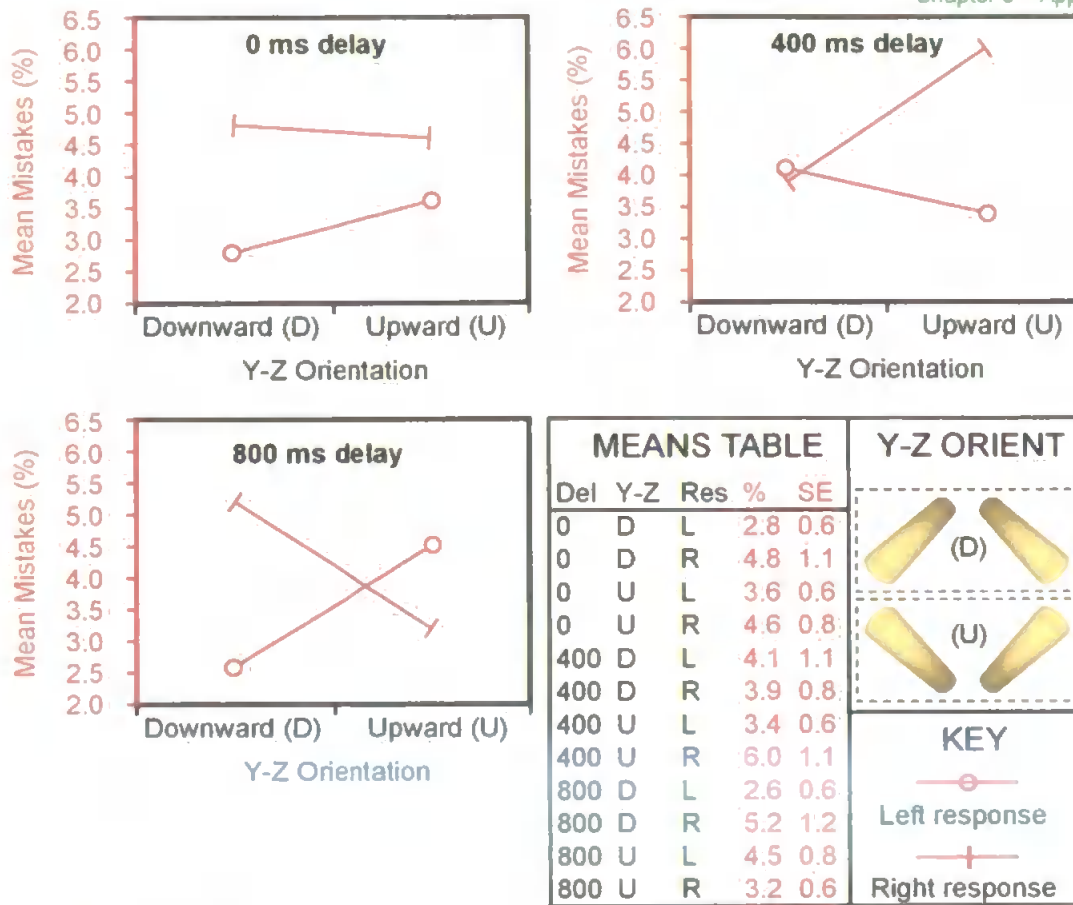 0 ms delay
Mean Mistakes (%)
6.5
6.0
5.5
5.0
4.5
4.0
3.5
3.0
2.5
2.0
Downward (D) Upward (U)
Y-Z Orientation
400 ms delay
Mean Mistakes (%)
6.5
6.0
5.5
5.0
4.5
4.0
3.5
3.0
2.5
2.0
Downward (D) Upward (U)
Y-Z Orientation
800 ms delay
Mean Mistakes (%)
6.5
6.0
5.5
5.0
4.5
4.0
3.5
3.0
2.5
2.0
Downward (D) Upward (U)
Y-Z Orientation
MEANS TABLE
Del Y-Z Res % SE
0 D L 2.8 0.6
0 D R 4.8 1.1
0 U L 3.6 0.6
0 U R 4.6 0.8
400 D L 4.1 1.1
400 D R 3.9 0.8
400 U L 3.4 0.6
400 U R 6.0 1.1
800 D L 2.6 0.6
800 D R 5.2 1.2
800 U L 4.5 0.8
800 U R 3.2 0.6
Y-Z ORIENT
(D)
(U)
KEY
Left response
Right response